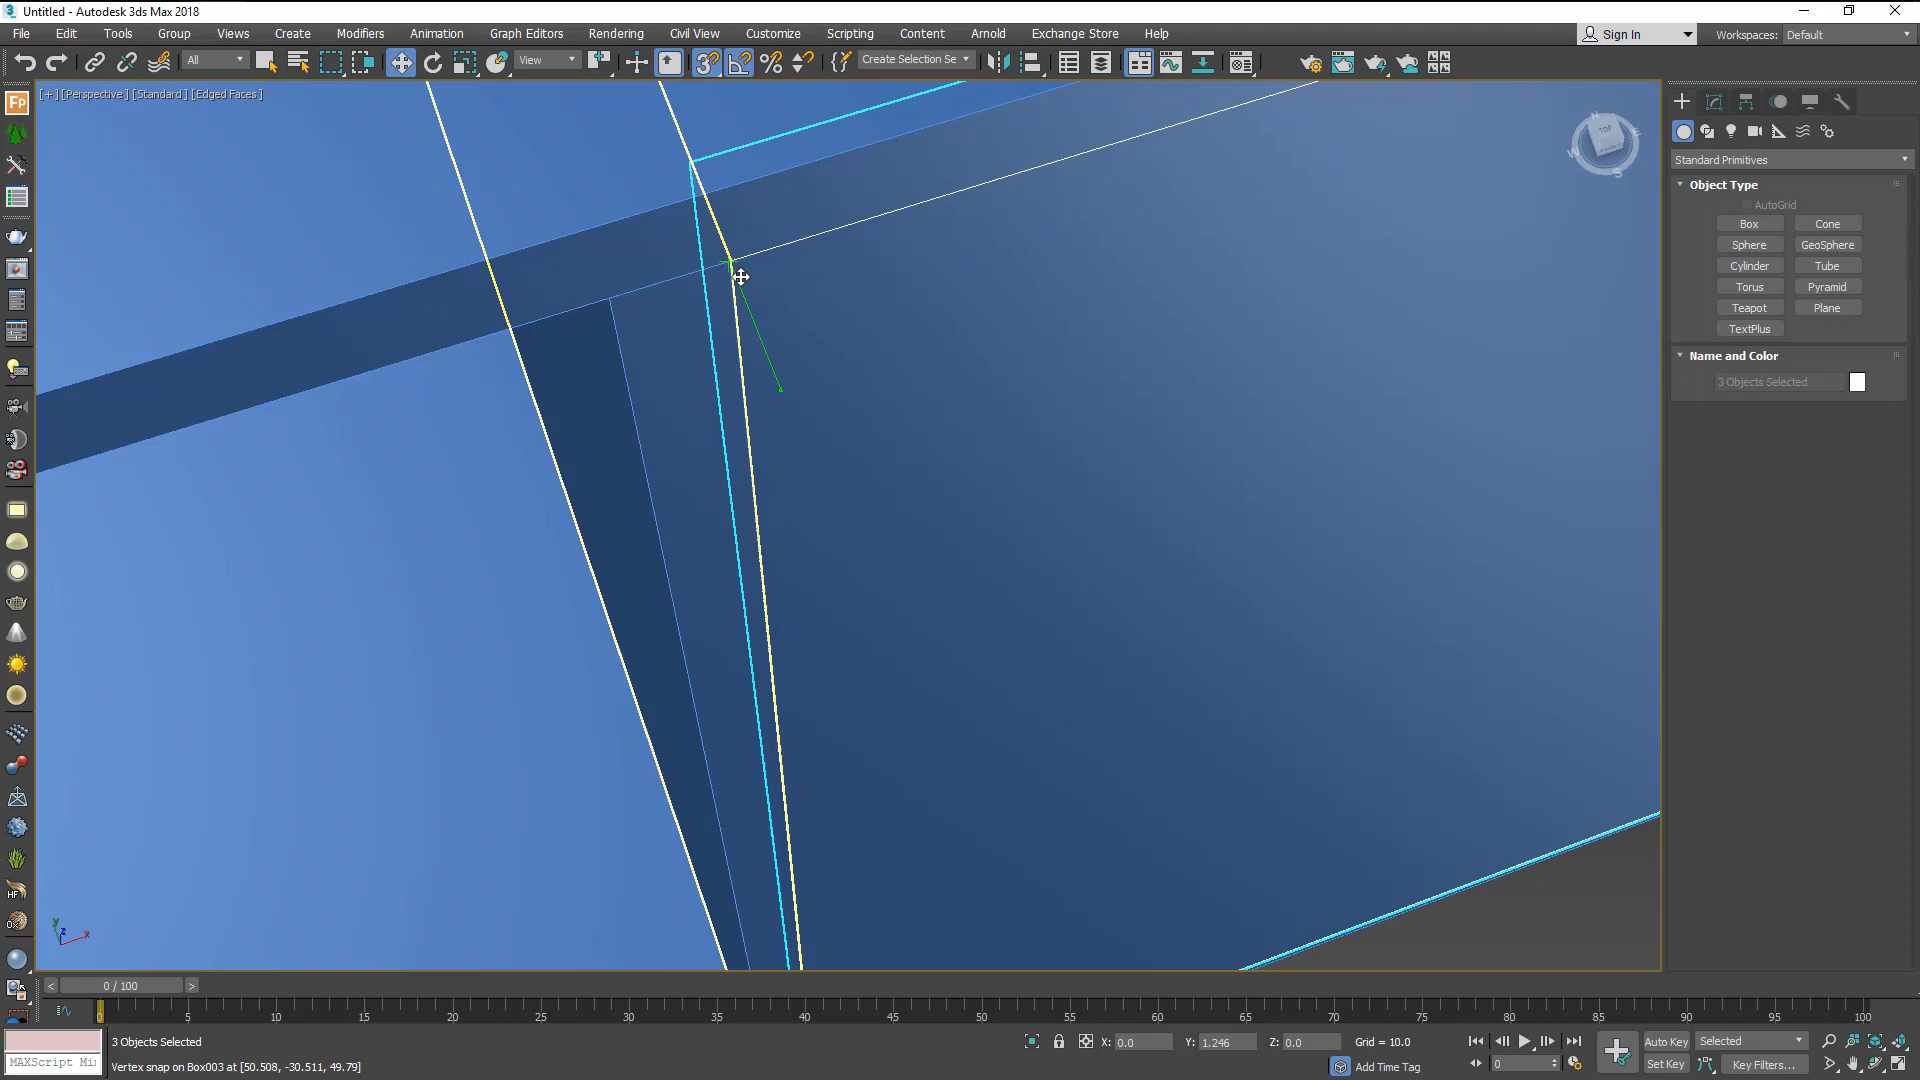 Untitled - Autodesk 3ds Max 2018
File Edit Tools Group Views Create Modifiers Animation Graph Editors Rendering Civil View Customize Scripting Content Arnold Exchange Store Help
Sign In
Workspaces: Default
All
View
Create Selection Se
[+] [Perspective] [Standard] [Edged Faces]
Fp
TOP
N
W
S
Standard Primitives
Object Type
AutoGrid
Box Cone
Sphere GeoSphere
Cylinder Tube
Torus Pyramid
Teapot Plane
TextPlus
Name and Color
3 Objects Selected
HF
y
z
x
< 0 / 100 >
0 5 10 15 20 25 30 35 40 45 50 55 60 65 70 75 80 85 90 95 100
3 Objects Selected
X: 0.0 Y: 1.246 Z: 0.0 Grid = 10.0
Auto Key Selected
MAXScript Mi
Vertex snap on Box003 at [50.508, -30.511, 49.79]
Add Time Tag
0
Set Key Key Filters...